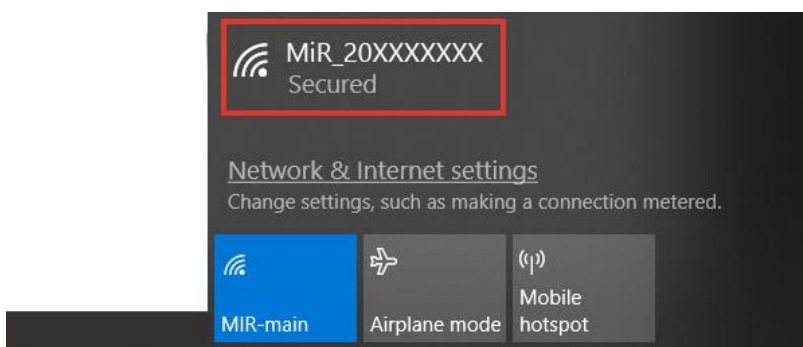 MiR_20XXXXXXX
Secured
Network & Internet settings
Change settings, such as making a connection metered.
MIR-main
Airplane mode
Mobile
hotspot